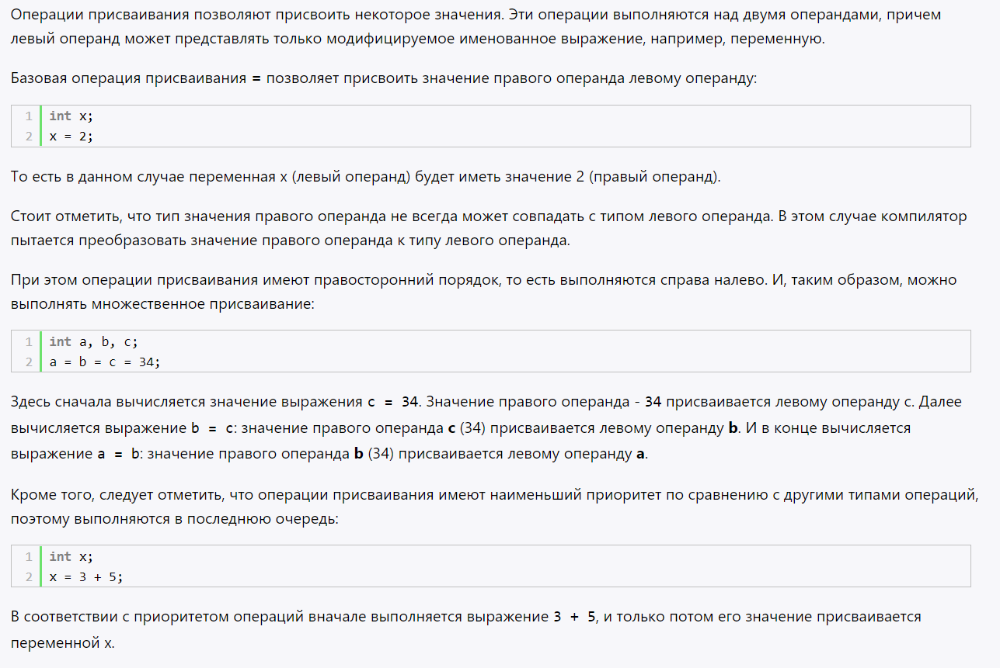 Операции присваивания позволяют присвоить некоторое значения. Эти операции выполняются над двумя операндами, причем
левый операнд может представлять только модифицируемое именованное выражение, например, переменную.
Базовая операция присваивания = позволяет присвоить значение правого операнда левому операнду:
1 int x;
2 x = 2;
То есть в данном случае переменная x (левый операнд) будет иметь значение 2 (правый операнд).
Стоит отметить, что тип значения правого операнда не всегда может совпадать с типом левого операнда. В этом случае компилятор
пытается преобразовать значение правого операнда к типу левого операнда.
При этом операции присваивания имеют правосторонний порядок, то есть выполняются справа налево. И, таким образом, можно
выполнять множественное присваивание:
1 int a, b, c;
2 a = b = c = 34;
Здесь сначала вычисляется значение выражения c = 34. Значение правого операнда - 34 присваивается левому операнду с. Далее
вычисляется выражение b = c: значение правого операнда c (34) присваивается левому операнду b. И в конце вычисляется
выражение a = b: значение правого операнда b (34) присваивается левому операнду a.
Кроме того, следует отметить, что операции присваивания имеют наименьший приоритет по сравнению с другими типами операций,
поэтому выполняются в последнюю очередь:
1 int x;
2 x = 3 + 5;
В соответствии с приоритетом операций вначале выполняется выражение 3 + 5, и только потом его значение присваивается
переменной x.